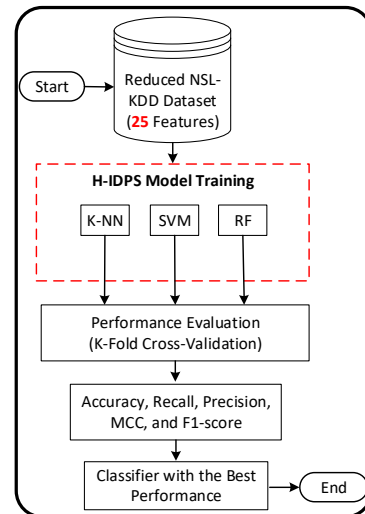 Start
Reduced NSL-
KDD Dataset
(25 Features)
H-IDPS Model Training
K-NN
SVM
RF
Performance Evaluation
(K-Fold Cross-Validation)
Accuracy, Recall, Precision,
MCC, and F1-score
Classifier with the Best
Performance
End